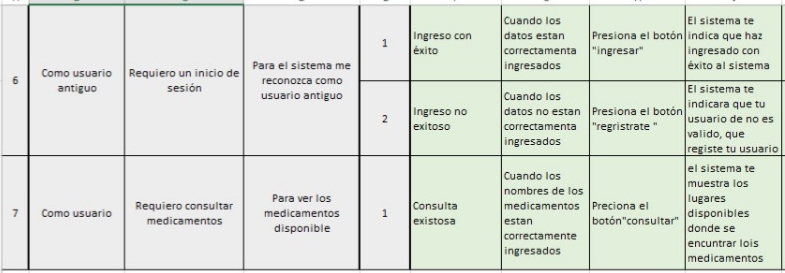 6
Como usuario
antiguo
Requiero un inicio de
sesión
Para el sistema me
reconozca como
usuario antiguo
1
Ingreso con
éxito
Cuando los
datos estan
correctamenta
ingresados
Presiona el botón
"ingresar"
El sistema te
indica que haz
ingresado con
éxito al sistema
2
Ingreso no
exitoso
Cuando los
datos no estan
correctamenta
ingresados
Presiona el botón
"regristrate "
El sistema te
indicara que tu
usuario de no es
valido, que
registe tu usuario
7
Como usuario
Requiero consultar
medicamentos
Para ver los
medicamentos
disponible
1
Consulta
existosa
Cuando los
nombres de los
medicamentos
estan
correctamente
ingresados
Preciona el
botón"consultar"
el sistema te
muestra los
lugares
disponibles
donde se
encuntrar lois
medicamentos